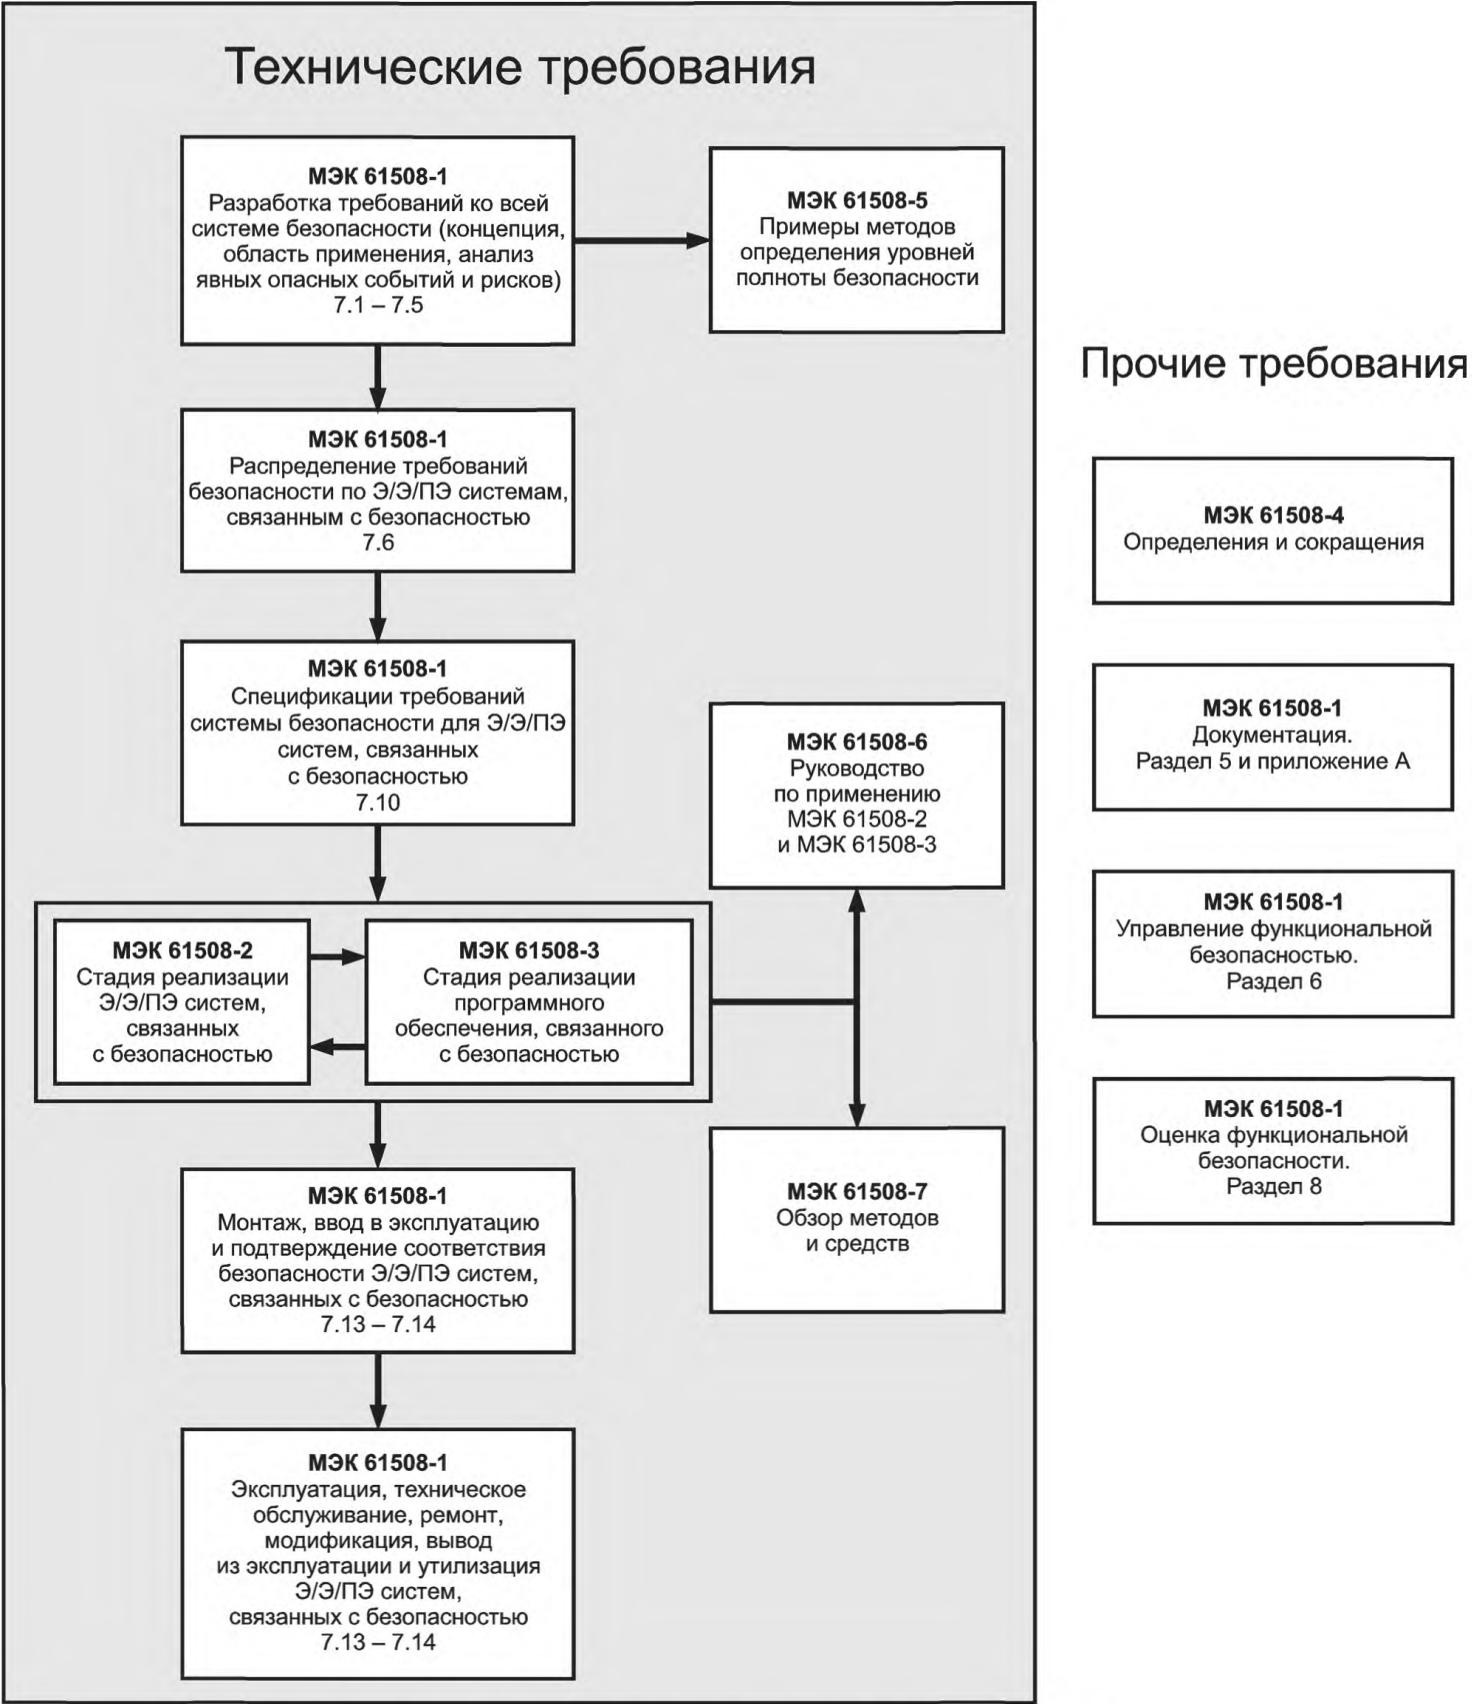 Технические требования
МЭК 61508-1
Разработка требований ко всей
системе безопасности (концепция,
область применения, анализ
явных опасных событий и рисков)
7.1 – 7.5
МЭК 61508-5
Примеры методов
определения уровней
полноты безопасности
МЭК 61508-1
Распределение требований
безопасности по Э/Э/ПЭ системам,
связанным с безопасностью
7.6
МЭК 61508-1
Спецификации требований
системы безопасности для Э/Э/ПЭ
систем, связанных
с безопасностью
7.10
МЭК 61508-6
Руководство
по применению
МЭК 61508-2
и МЭК 61508-3
МЭК 61508-2
Стадия реализации
Э/Э/ПЭ систем,
связанных
с безопасностью
МЭК 61508-3
Стадия реализации
программного
обеспечения, связанного
с безопасностью
МЭК 61508-7
Обзор методов
и средств
МЭК 61508-1
Монтаж, ввод в эксплуатацию
и подтверждение соответствия
безопасности Э/Э/ПЭ систем,
связанных с безопасностью
7.13 – 7.14
МЭК 61508-1
Эксплуатация, техническое
обслуживание, ремонт,
модификация, вывод
из эксплуатации и утилизация
Э/Э/ПЭ систем,
связанных с безопасностью
7.13 – 7.14
Прочие требования
МЭК 61508-4
Определения и сокращения
МЭК 61508-1
Документация.
Раздел 5 и приложение А
МЭК 61508-1
Управление функциональной
безопасностью.
Раздел 6
МЭК 61508-1
Оценка функциональной
безопасности.
Раздел 8